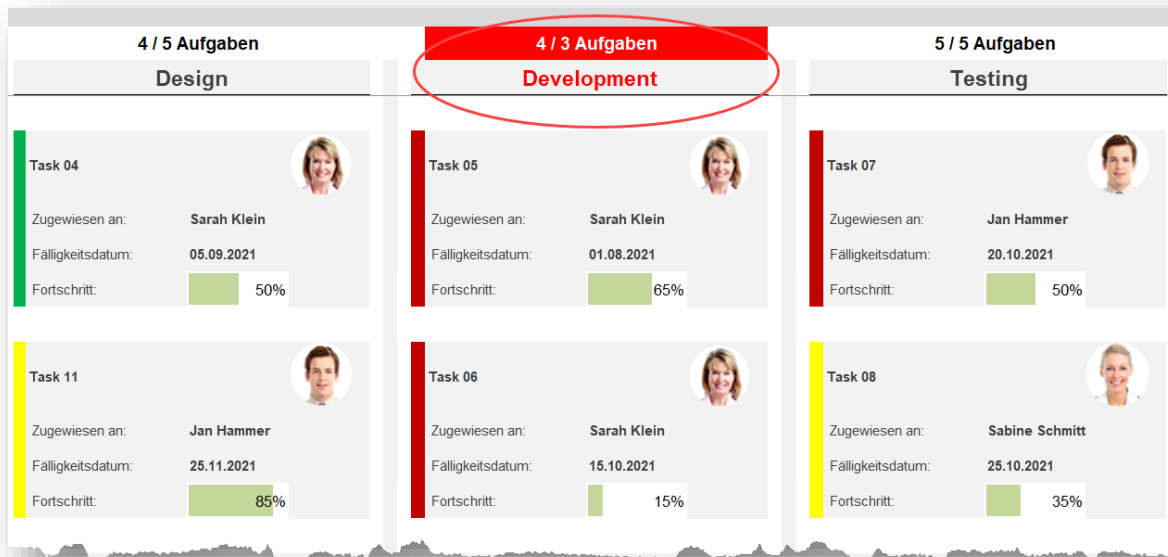 4 / 5 Aufgaben
Design
Task 04
Zugewiesen an: Sarah Klein
Fälligkeitsdatum: 05.09.2021
Fortschritt: 50%
Task 11
Zugewiesen an: Jan Hammer
Fälligkeitsdatum: 25.11.2021
Fortschritt: 85%
4 / 3 Aufgaben
Development
Task 05
Zugewiesen an: Sarah Klein
Fälligkeitsdatum: 01.08.2021
Fortschritt: 65%
Task 06
Zugewiesen an: Sarah Klein
Fälligkeitsdatum: 15.10.2021
Fortschritt: 15%
5 / 5 Aufgaben
Testing
Task 07
Zugewiesen an: Jan Hammer
Fälligkeitsdatum: 20.10.2021
Fortschritt: 50%
Task 08
Zugewiesen an: Sabine Schmitt
Fälligkeitsdatum: 25.10.2021
Fortschritt: 35%